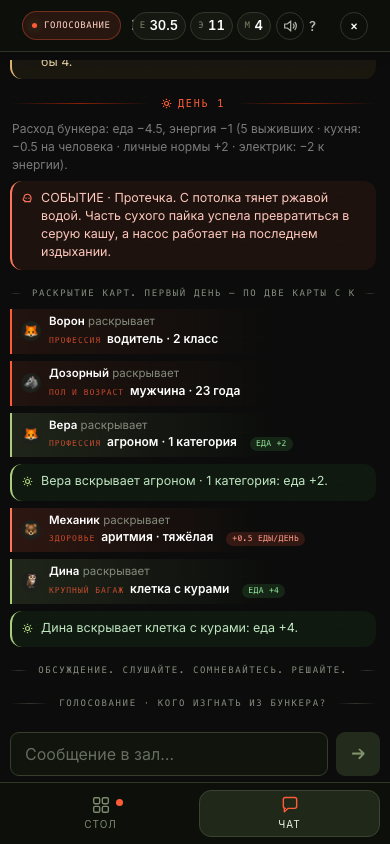 ГОЛОСОВАНИЕ Е 30.5 Э 11 М 4 ? ×
бы 4.
ДЕНЬ 1
Расход бункера: еда −4.5, энергия −1 (5 выживших · кухня:
−0.5 на человека · личные нормы +2 · электрик: −2 к
энергии).
СОБЫТИЕ · Протечка. С потолка тянет ржавой
водой. Часть сухого пайка успела превратиться в
серую кашу, а насос работает на последнем
издыхании.
РАСКРЫТИЕ КАРТ. ПЕРВЫЙ ДЕНЬ — ПО ДВЕ КАРТЫ С К
Ворон раскрывает
ПРОФЕССИЯ водитель · 2 класс
Дозорный раскрывает
ПОЛ И ВОЗРАСТ мужчина · 23 года
Вера раскрывает
ПРОФЕССИЯ агроном · 1 категория ЕДА +2
Вера вскрывает агроном · 1 категория: еда +2.
Механик раскрывает
ЗДОРОВЬЕ аритмия · тяжёлая +0.5 ЕДЫ/ДЕНЬ
Дина раскрывает
КРУПНЫЙ БАГАЖ клетка с курами ЕДА +4
Дина вскрывает клетка с курами: еда +4.
ОБСУЖДЕНИЕ. СЛУШАЙТЕ. СОМНЕВАЙТЕСЬ. РЕШАЙТЕ.
ГОЛОСОВАНИЕ · КОГО ИЗГНАТЬ ИЗ БУНКЕРА?
Сообщение в зал...
СТОЛ ЧАТ